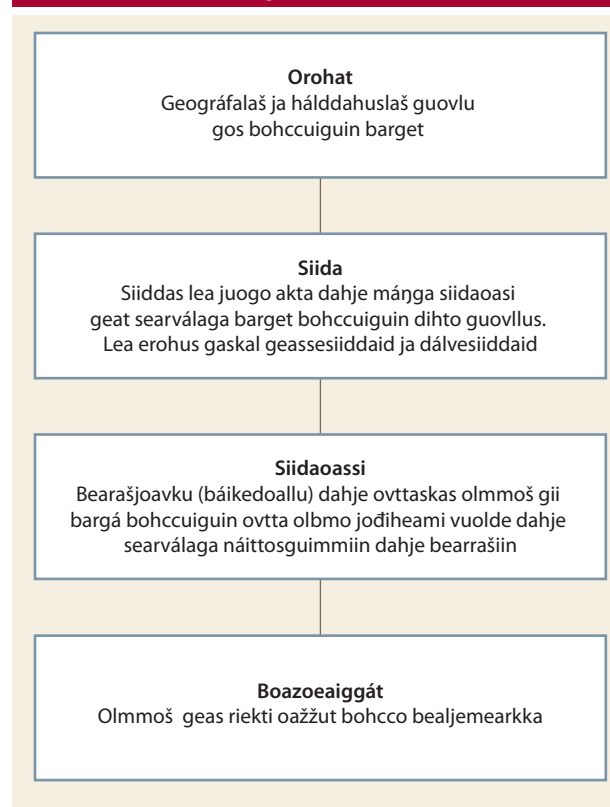 Orohat
Geográfalaš ja hálddahuslaš guovlu
gos bohccuiguin barget
Siida
Siiddas lea juogo akta dahje máŋga siidaoasi
geat searválaga barget bohccuiguin dihto guovllus.
Lea erohus gaskal geassesiiddaid ja dálvesiiddaid
Siidaoassi
Bearašjoavku (báikedoallu) dahje ovttaskas olmmoš gii
bargá bohccuiguin ovtta olbmo jođiheami vuolde dahje
searválaga náittosguimmiin dahje bearrašiin
Boazoeaiggát
Olmmoš geas riekti oažžut bohcco bealjemearkka